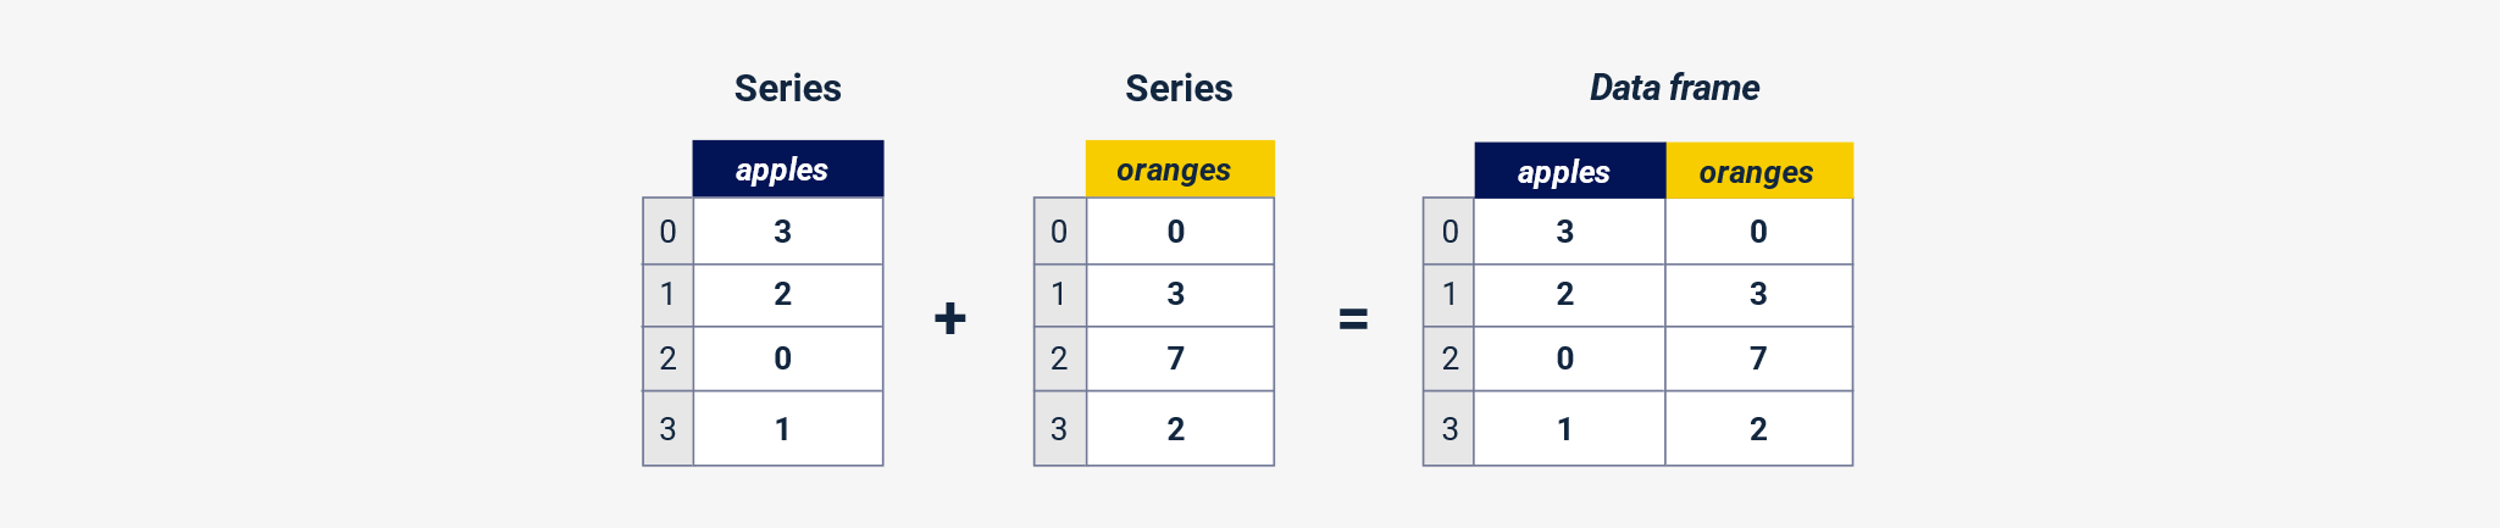 Series Series Data frame
apples oranges apples oranges
0 3 0 0 0 3 0
1 2 1 3 1 2 3
+ =
2 0 2 7 2 0 7
3 1 3 2 3 1 2